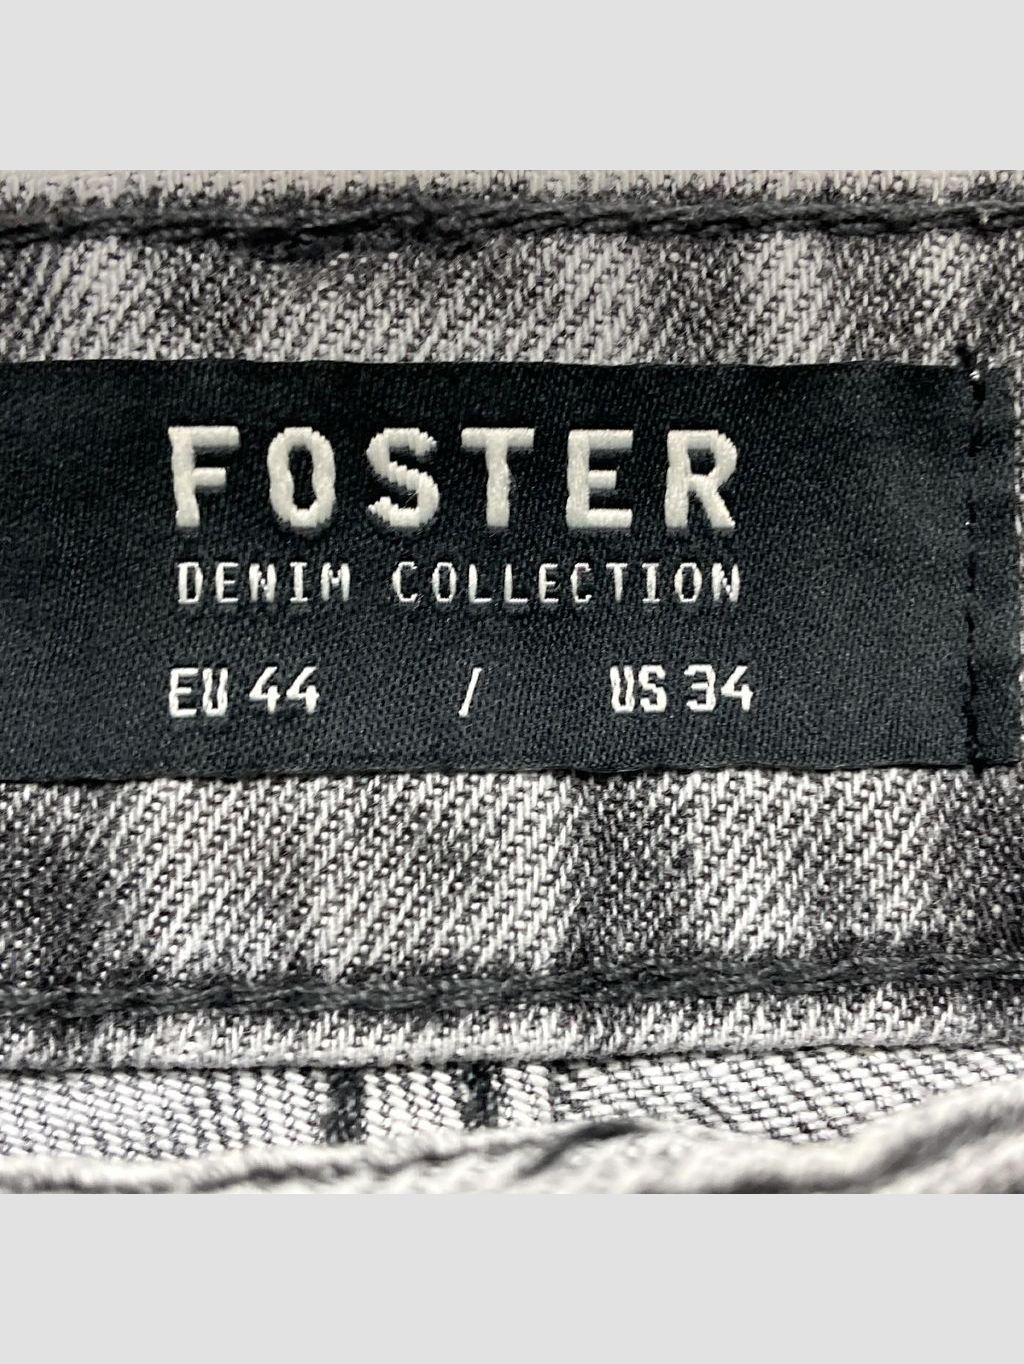 FOSTER
DENIM COLLECTION
EU 44 / US 34